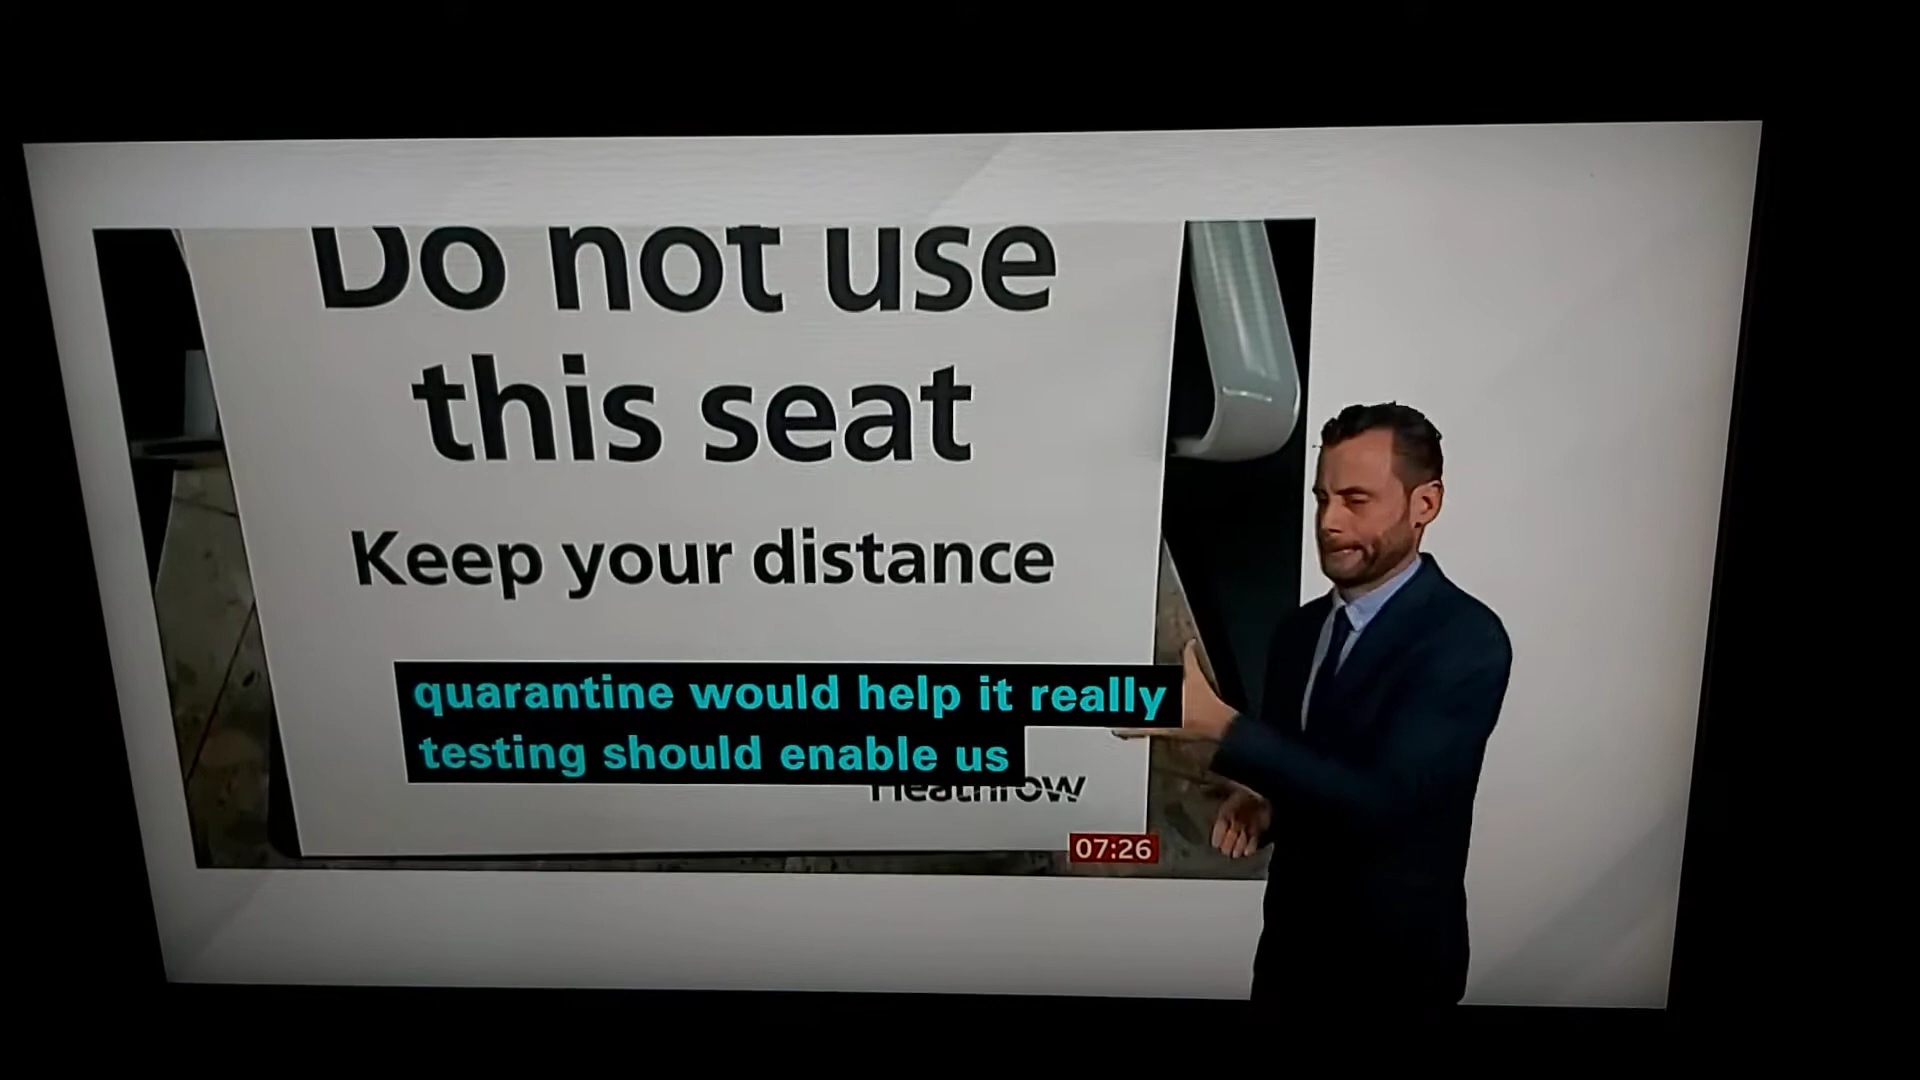 Do not use
this seat
Keep your distance
quarantine would help it really
testing should enable us
Heathrow
07:26